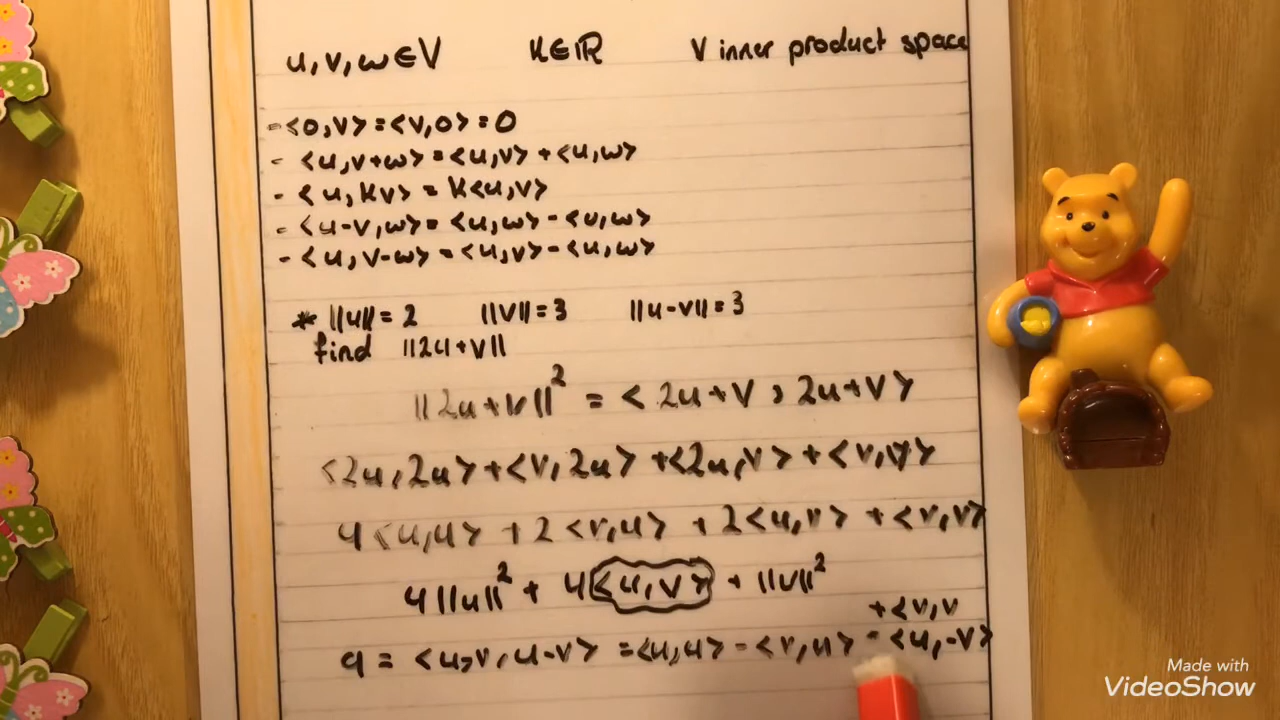 u, v, w ∈ V K ∈ ℝ V inner product space
- <0,V> = <V,0> = 0
- <u,v+w> = <u,v> + <u,w>
- <u, Kv> = K<u,v>
- <u-v,w> = <u,w> - <v,w>
- <u, v-w> = <u,v> - <u,w>
* ||u|| = 2 ||v|| = 3 ||u-v|| = 3
find ||2u+v||
||2u+v||² = <2u+v, 2u+v>
<2u,2u> + <v,2u> + <2u,v> + <v,v>
4<u,u> + 2<v,u> + 2<u,v> + <v,v>
4||u||² + 4<u,v> + ||v||²
+<v,v
9 = <u,v, u-v> = <u,u> - <v,u> - <u,-v>
Made with
VideoShow